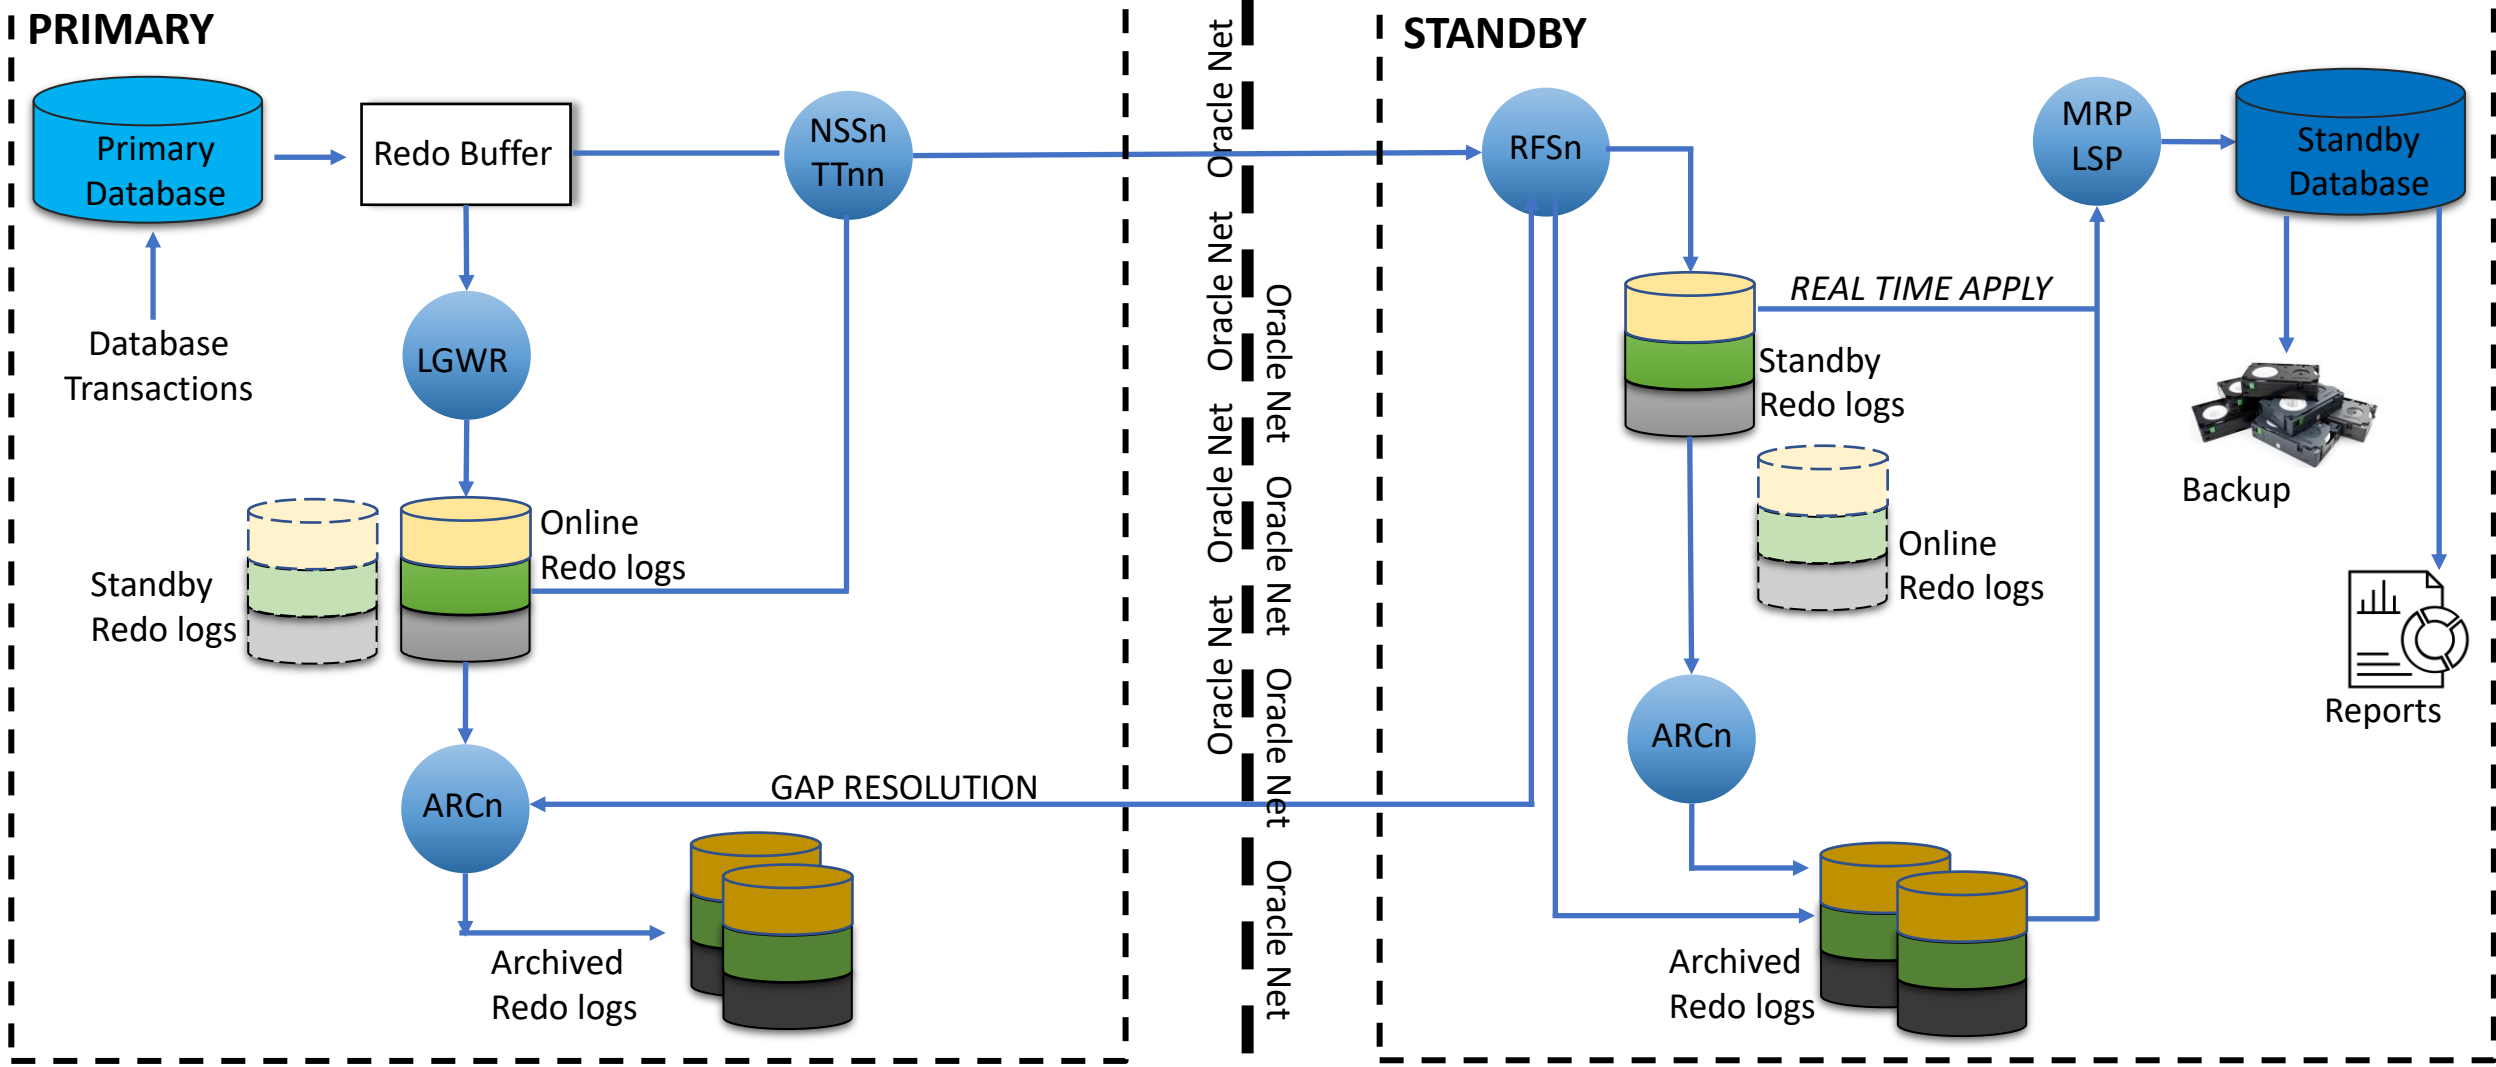 PRIMARY
Primary
Database
Redo Buffer
NSSn
TTnn
Database
Transactions
LGWR
Online
Redo logs
Standby
Redo logs
ARCn
GAP RESOLUTION
Archived
Redo logs
Oracle Net
Oracle Net
Oracle Net
Oracle Net
Oracle Net
Oracle Net
Oracle Net
Oracle Net
STANDBY
RFSn
MRP
LSP
Standby
Database
REAL TIME APPLY
Standby
Redo logs
Online
Redo logs
Backup
Reports
ARCn
Archived
Redo logs